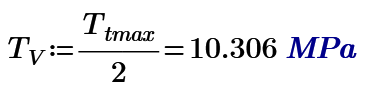 T_V := T_tmax / 2 = 10.306 MPa